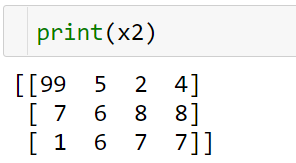 print(x2)
[[99  5  2  4]
 [ 7  6  8  8]
 [ 1  6  7  7]]